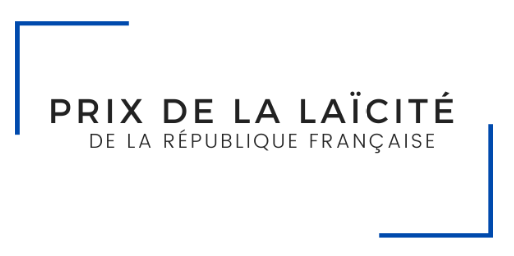 PRIX DE LA LAÏCITÉ
DE LA RÉPUBLIQUE FRANÇAISE